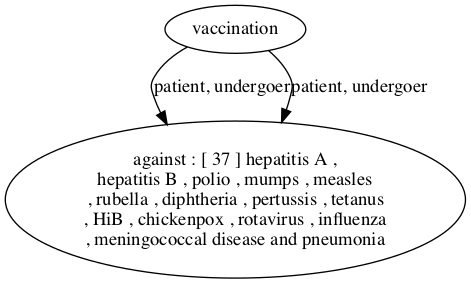 vaccination
patient, undergoer patient, undergoer
against : [ 37 ] hepatitis A ,
hepatitis B , polio , mumps , measles
, rubella , diphtheria , pertussis , tetanus
, HiB , chickenpox , rotavirus , influenza
, meningococcal disease and pneumonia